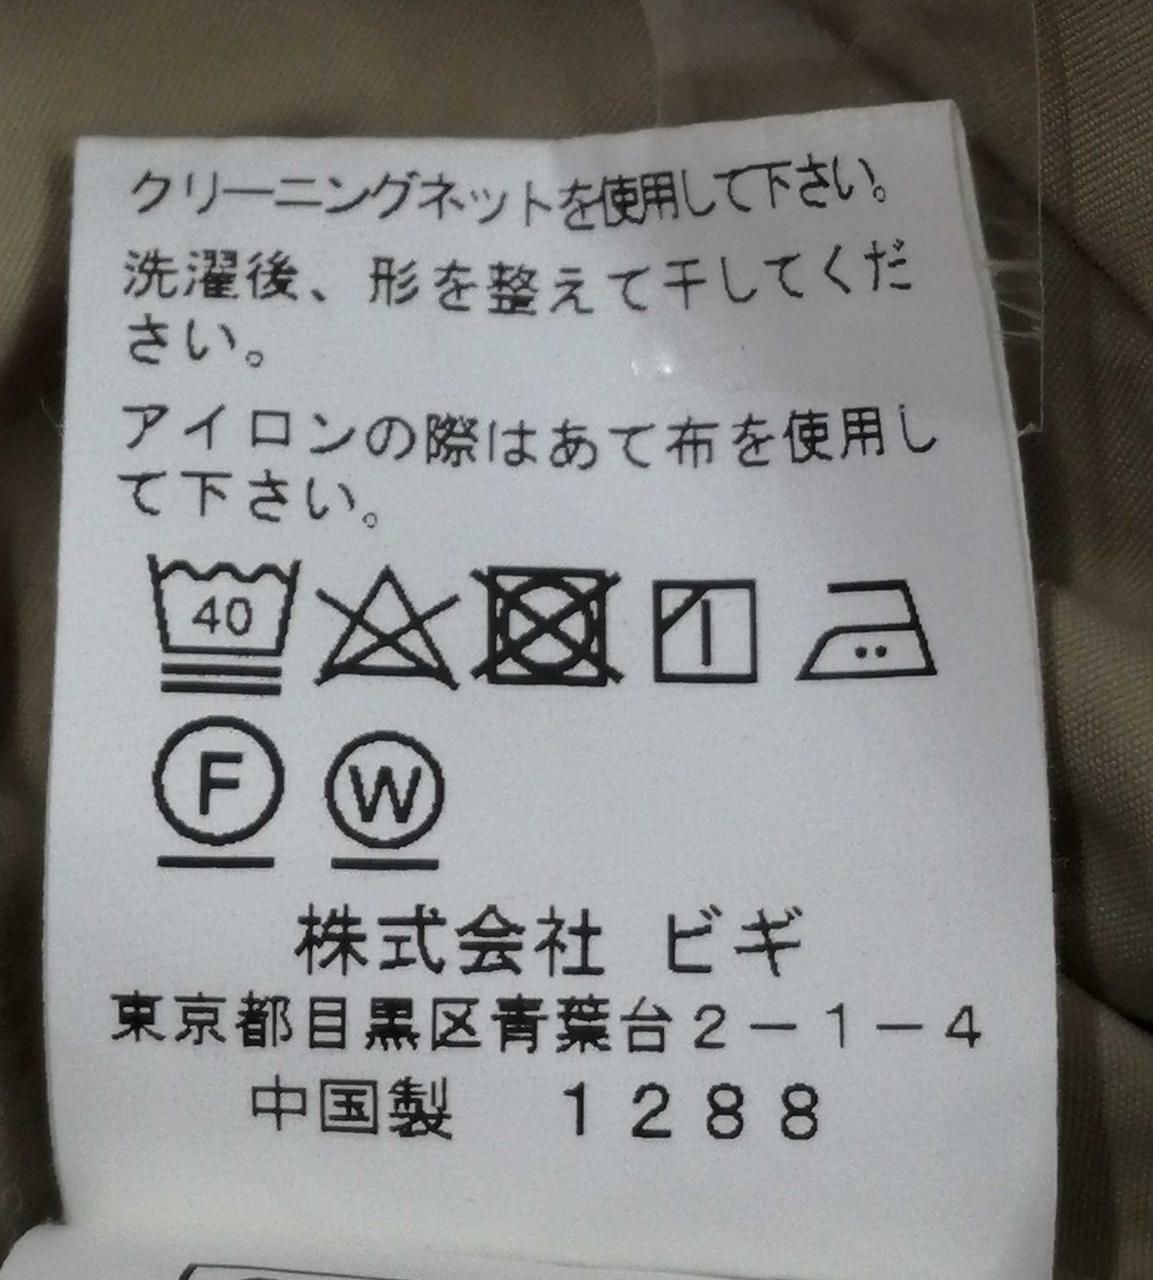 クリーニングネットを使用して下さい。
洗濯後、形を整えて干してくだ
さい。
アイロンの際はあて布を使用し
て下さい。
40
F W
株式会社 ビギ
東京都目黒区青葉台2-1-4
中国製 1288